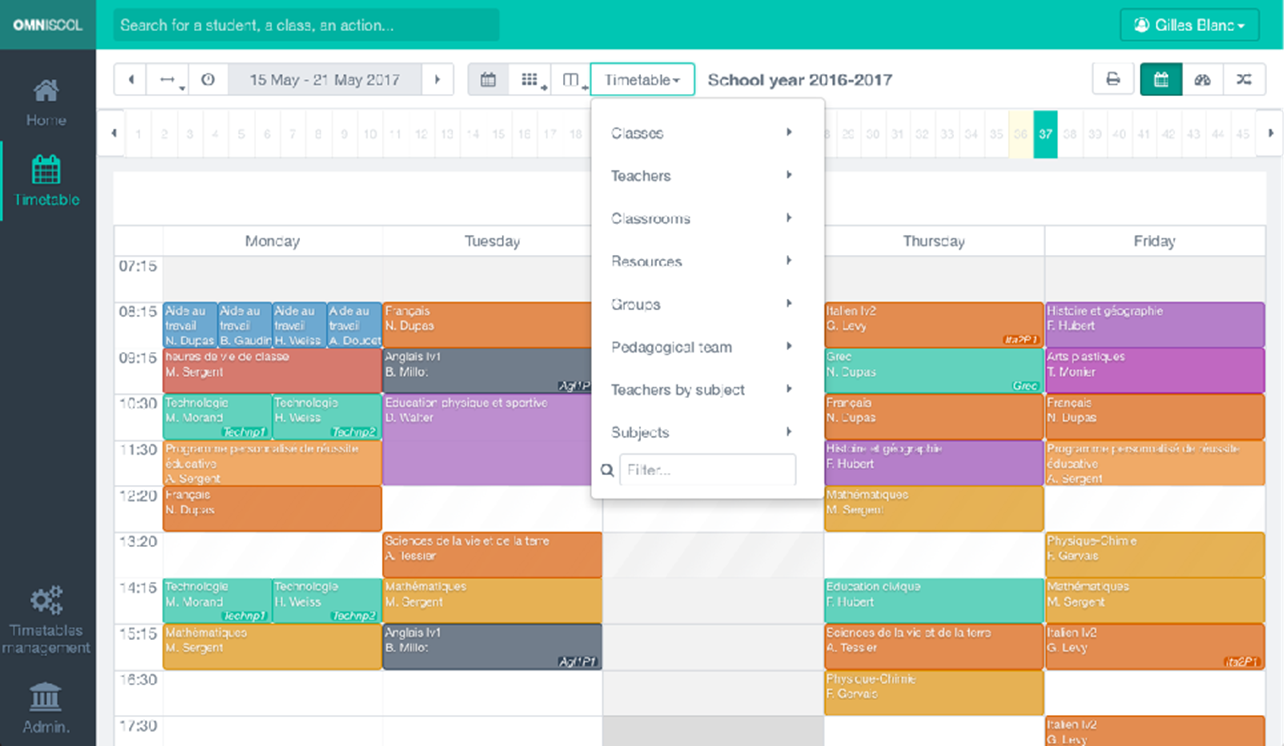 OMNISCOL
Search for a student, a class, an action...
Gilles Blanc
15 May - 21 May 2017
Timetable
School year 2016-2017
Home
Timetable
Timetables
management
Admin.
1 2 3 4 5 6 7 8 9 10 11 12 13 14 15 16 17 18
29 30 31 32 33 34 35 36 37 38 39 40 41 42 43 44 45
Classes
Teachers
Classrooms
Resources
Groups
Pedagogical team
Teachers by subject
Subjects
Filter...
Monday Tuesday Thursday Friday
07:15
08:15
Aide au
travail
N. Dupas
Aide au
travail
B. Gaudin
Aide au
travail
H. Weiss
Aide au
travail
A. Doucet
Français
N. Dupas
Italien lv2
G. Levy
Ita2P1
Histoire et géographie
F. Hubert
09:15
heures de vie de classe
M. Sergent
Anglais lv1
B. Millot
Agl1P
Grec
N. Dupas
Grec
Arts plastiques
T. Monier
10:30
Technologie
M. Morand
Technp1
Technologie
H. Weiss
Technp2
Education physique et sportive
D. Walter
Français
N. Dupas
Français
N. Dupas
11:30
Programme personnalisé de réussite
éducative
A. Sergent
Histoire et géographie
F. Hubert
Programme personnalisé de réussite
éducative
A. Sergent
12:20
Français
N. Dupas
Mathématiques
M. Sergent
13:20
Sciences de la vie et de la terre
A. Tessier
Physique-Chimie
F. Gervais
14:15
Technologie
M. Morand
Technp1
Technologie
H. Weiss
Technp2
Mathématiques
M. Sergent
Education civique
F. Hubert
Mathématiques
M. Sergent
15:15
Mathématiques
M. Sergent
Anglais lv1
B. Millot
Agl1P1
Sciences de la vie et de la terre
A. Tessier
Italien lv2
G. Levy
Ita2P1
16:30
Physique-Chimie
F. Gervais
17:30
Italien lv2
G. Levy